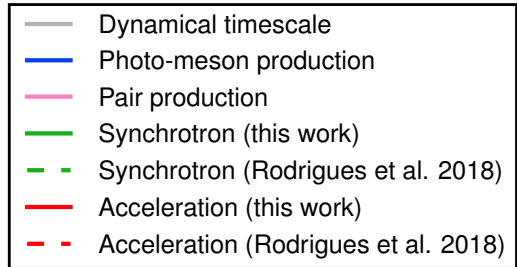 Dynamical timescale
Photo-meson production
Pair production
Synchrotron (this work)
Synchrotron (Rodrigues et al. 2018)
Acceleration (this work)
Acceleration (Rodrigues et al. 2018)